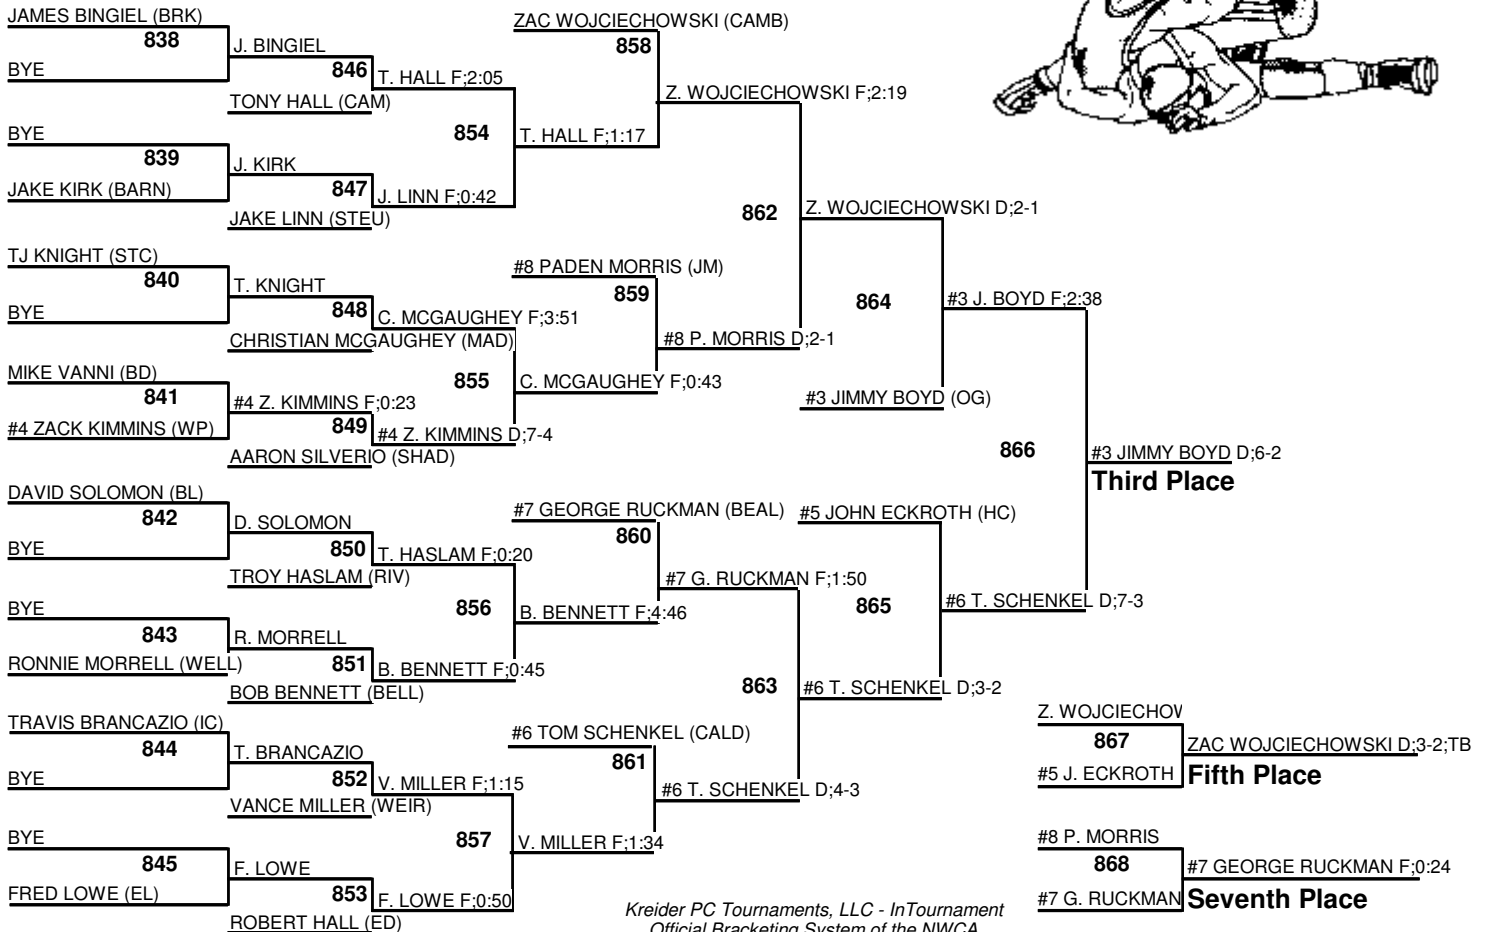 JAMES BINGIEL (BRK)
838
BYE
J. BINGIEL
846
TONY HALL (CAM)
T. HALL F;2:05
BYE
839
JAKE KIRK (BARN)
J. KIRK
847
JAKE LINN (STEU)
J. LINN F;0:42
854
T. HALL F;1:17
ZAC WOJCIECHOWSKI (CAMB)
858
Z. WOJCIECHOWSKI F;2:19
TJ KNIGHT (STC)
840
BYE
T. KNIGHT
848
CHRISTIAN MCGAUGHEY (MAD)
C. MCGAUGHEY F;3:51
MIKE VANNI (BD)
841
#4 ZACK KIMMINS (WP)
#4 Z. KIMMINS F;0:23
849
AARON SILVERIO (SHAD)
#4 Z. KIMMINS D;7-4
855
C. MCGAUGHEY F;0:43
#8 PADEN MORRIS (JM)
859
#8 P. MORRIS D;2-1
862
Z. WOJCIECHOWSKI D;2-1
864
#3 JIMMY BOYD (OG)
#3 J. BOYD F;2:38
DAVID SOLOMON (BL)
842
BYE
D. SOLOMON
850
TROY HASLAM (RIV)
T. HASLAM F;0:20
BYE
843
RONNIE MORRELL (WELL)
R. MORRELL
851
BOB BENNETT (BELL)
B. BENNETT F;0:45
856
B. BENNETT F;4:46
#7 GEORGE RUCKMAN (BEAL)
860
#7 G. RUCKMAN F;1:50
TRAVIS BRANCAZIO (IC)
844
BYE
T. BRANCAZIO
852
VANCE MILLER (WEIR)
V. MILLER F;1:15
BYE
845
FRED LOWE (EL)
F. LOWE
853
ROBERT HALL (ED)
F. LOWE F;0:50
857
V. MILLER F;1:34
#6 TOM SCHENKEL (CALD)
861
#6 T. SCHENKEL D;4-3
863
#6 T. SCHENKEL D;3-2
#5 JOHN ECKROTH (HC)
865
#6 T. SCHENKEL D;7-3
866
#3 JIMMY BOYD D;6-2
Third Place
Z. WOJCIECHOW
867
#5 J. ECKROTH
ZAC WOJCIECHOWSKI D;3-2;TB
Fifth Place
#8 P. MORRIS
868
#7 G. RUCKMAN
#7 GEORGE RUCKMAN F;0:24
Seventh Place
Kreider PC Tournaments, LLC - InTournament
Official Bracketing System of the NWCA